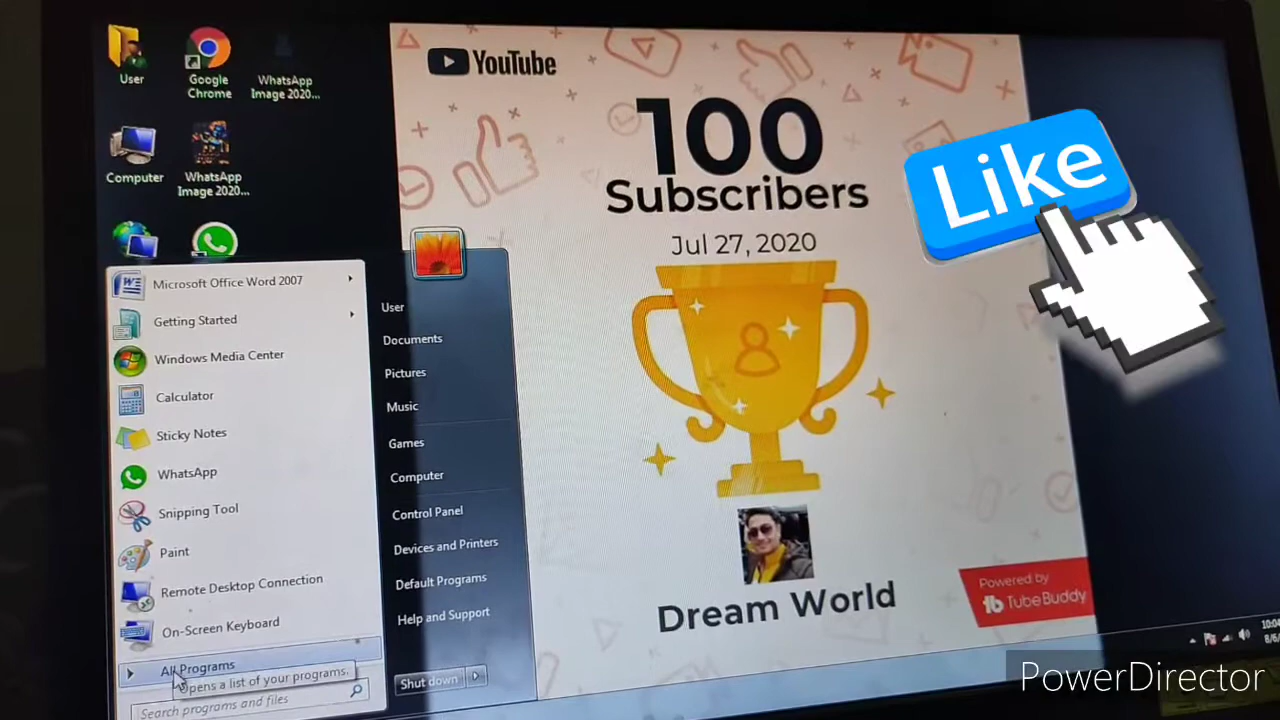 User
Google
Chrome
WhatsApp
Image 2020...
Computer
WhatsApp
Image 2020...
YouTube
100
Subscribers
Jul 27, 2020
Like
Microsoft Office Word 2007
Getting Started
Windows Media Center
Calculator
Sticky Notes
WhatsApp
Snipping Tool
Paint
Remote Desktop Connection
On-Screen Keyboard
All Programs
Opens a list of your programs.
Search programs and files
User
Documents
Pictures
Music
Games
Computer
Control Panel
Devices and Printers
Default Programs
Help and Support
Shut down
Dream World
Powered by
tb TubeBuddy
10:04
PowerDirector